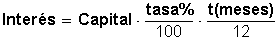 Interés = Capital · tasa% / 100 · t(meses) / 12